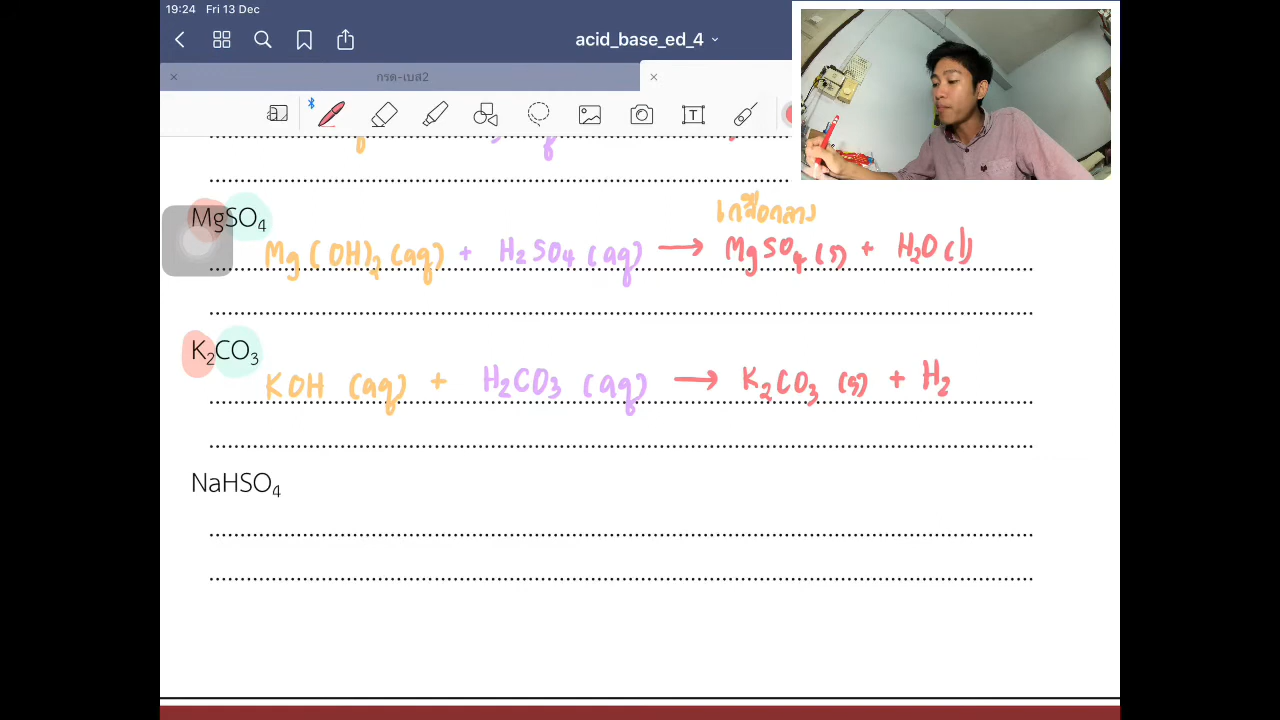 19:24 Fri 13 Dec
acid_base_ed_4
กรด-เบส2
T
MgSO₄
เกลือกลาง
Mg(OH)₂(aq) + H₂SO₄(aq) → MgSO₄(s) + H₂O(l)
K₂CO₃
KOH (aq) + H₂CO₃ (aq) → K₂CO₃(s) + H₂
NaHSO₄